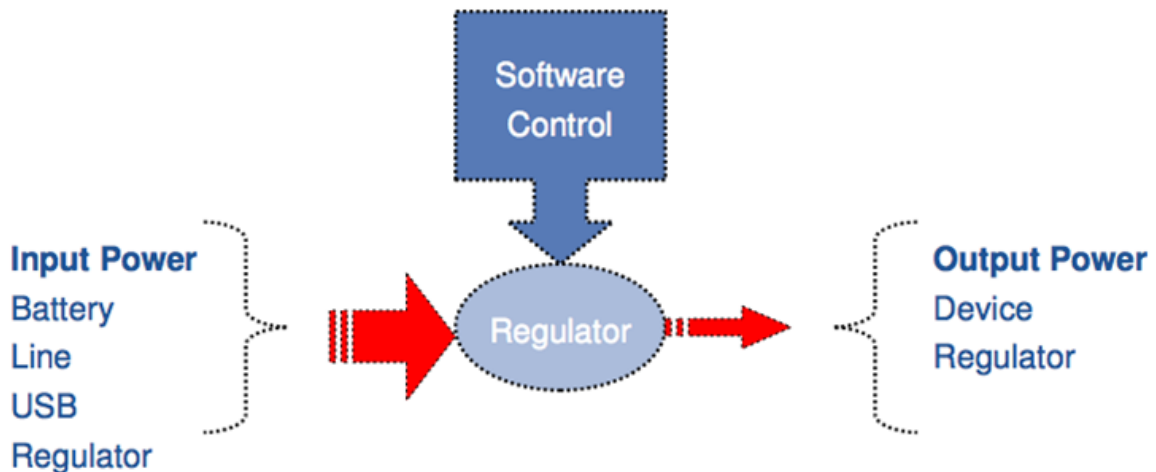 Software
Control
Input Power
Battery
Line
USB
Regulator
Regulator
Output Power
Device
Regulator